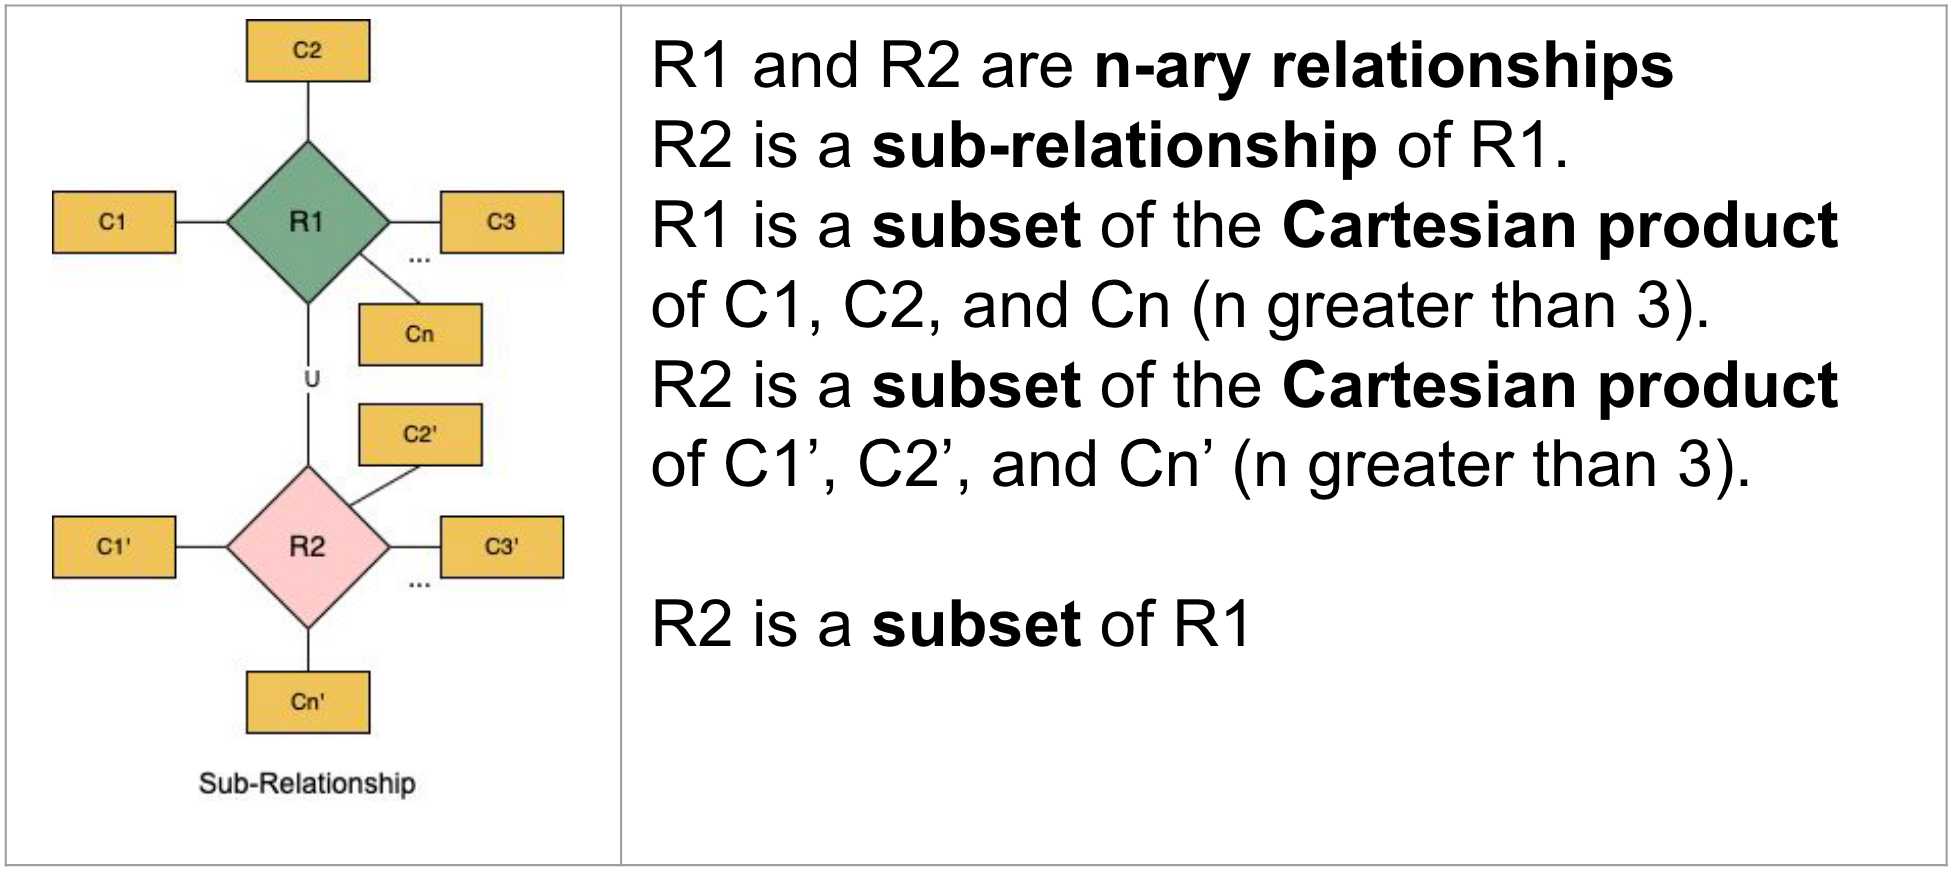 C2
C1
R1
C3
...
Cn
U
C2'
C1'
R2
C3'
...
Cn'
Sub-Relationship
R1 and R2 are n-ary relationships
R2 is a sub-relationship of R1.
R1 is a subset of the Cartesian product
of C1, C2, and Cn (n greater than 3).
R2 is a subset of the Cartesian product
of C1’, C2’, and Cn’ (n greater than 3).
R2 is a subset of R1